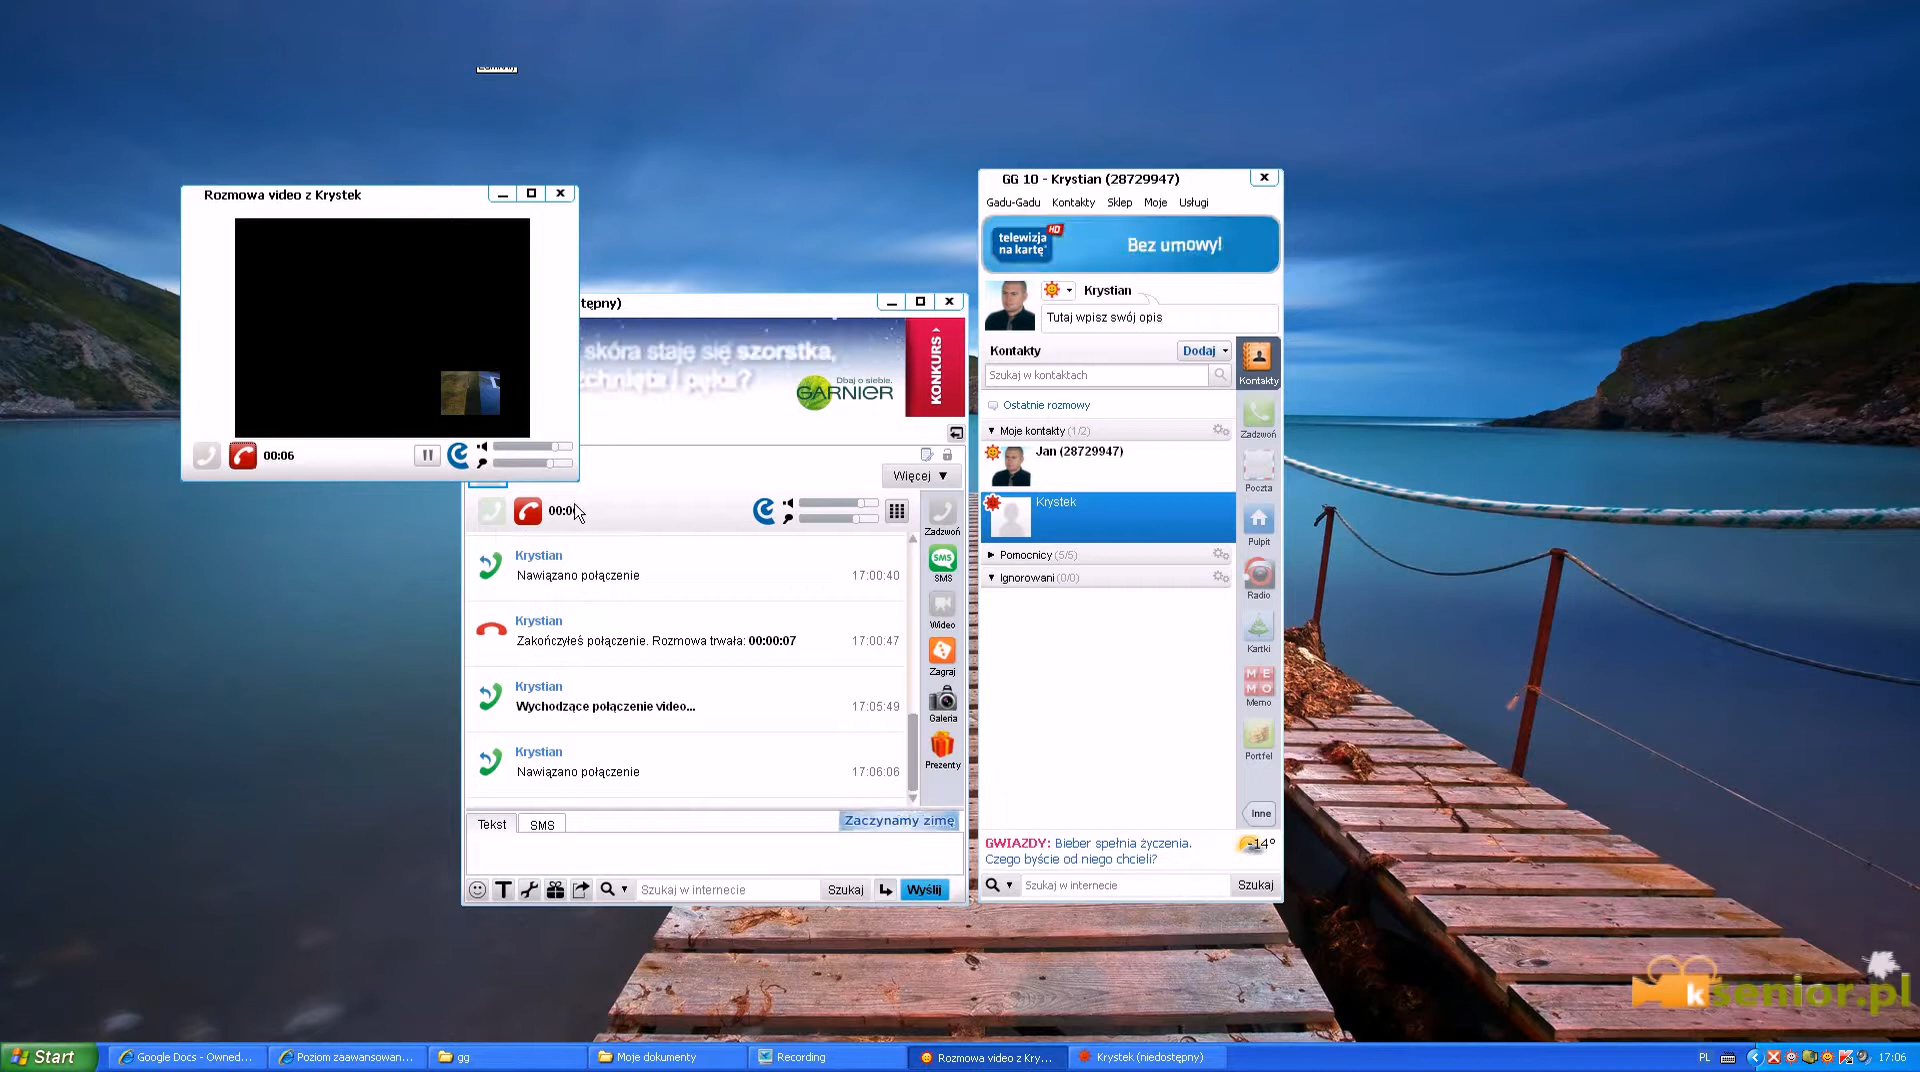 Rozmowa video z Krystek
00:06
tępny)
skóra staje się szorstka,
Dbaj o siebie.
GARNIER
KONKURS
Więcej ▼
Zadzwoń
SMS
Wideo
Zagraj
Galeria
Prezenty
Krystian
Nawiązano połączenie
17:00:40
Krystian
Zakończyłeś połączenie. Rozmowa trwała: 00:00:07
17:00:47
Krystian
Wychodzące połączenie video...
17:05:49
Krystian
Nawiązano połączenie
17:06:06
Tekst
SMS
Zaczynamy zimę
Szukaj w internecie
Szukaj
Wyślij
GG 10 - Krystian (28729947)
Gadu-Gadu Kontakty Sklep Moje Usługi
telewizja na kartę HD
Bez umowy!
Krystian
Tutaj wpisz swój opis
Kontakty
Dodaj
Szukaj w kontaktach
Ostatnie rozmowy
Moje kontakty (1/2)
Jan (28729947)
Krystek
Pomocnicy (5/5)
Ignorowani (0/0)
Kontakty
Zadzwoń
Poczta
Pulpit
Radio
Kartki
MEMO
Memo
Portfel
Inne
GWIAZDY: Bieber spełnia życzenia.
Czego byście od niego chcieli?
-14°
Szukaj w internecie
Szukaj
ksenior.pl
Start
Google Docs - Owned...
Poziom zaawansowan...
gg
Moje dokumenty
Recording
Rozmowa video z Kry...
Krystek (niedostępny)
PL
17:06